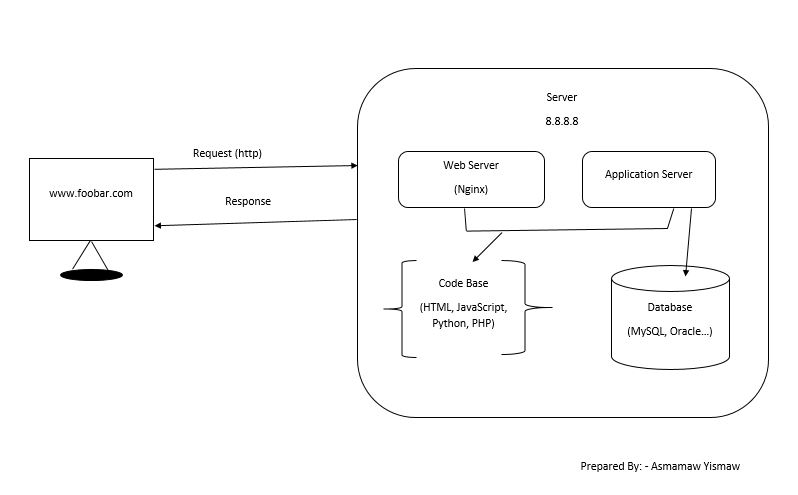 Server
8.8.8.8
Request (http)
www.foobar.com
Response
Web Server
(Nginx)
Application Server
Code Base
(HTML, JavaScript,
Python, PHP)
Database
(MySQL, Oracle...)
Prepared By: - Asmamaw Yismaw